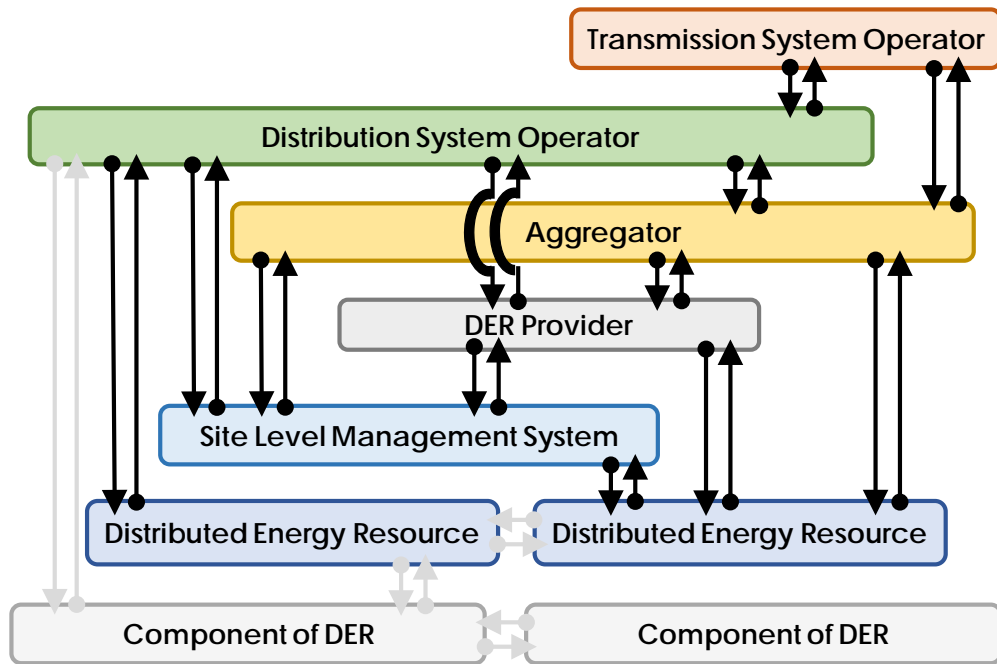 Transmission System Operator
Distribution System Operator
Aggregator
DER Provider
Site Level Management System
Distributed Energy Resource
Distributed Energy Resource
Component of DER
Component of DER